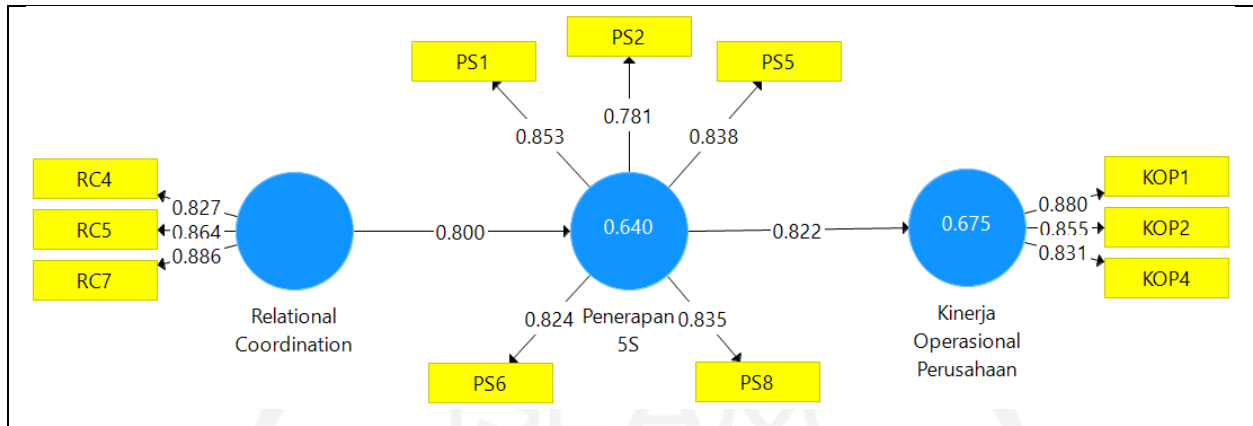 PS1
PS2
PS5
0.853
0.781
0.838
RC4
RC5
RC7
0.827
0.864
0.886
0.800
0.640
0.822
0.675
0.880
0.855
0.831
KOP1
KOP2
KOP4
Relational
Coordination
0.824
Penerapan
5S
0.835
Kinerja
Operasional
Perusahaan
PS6
PS8